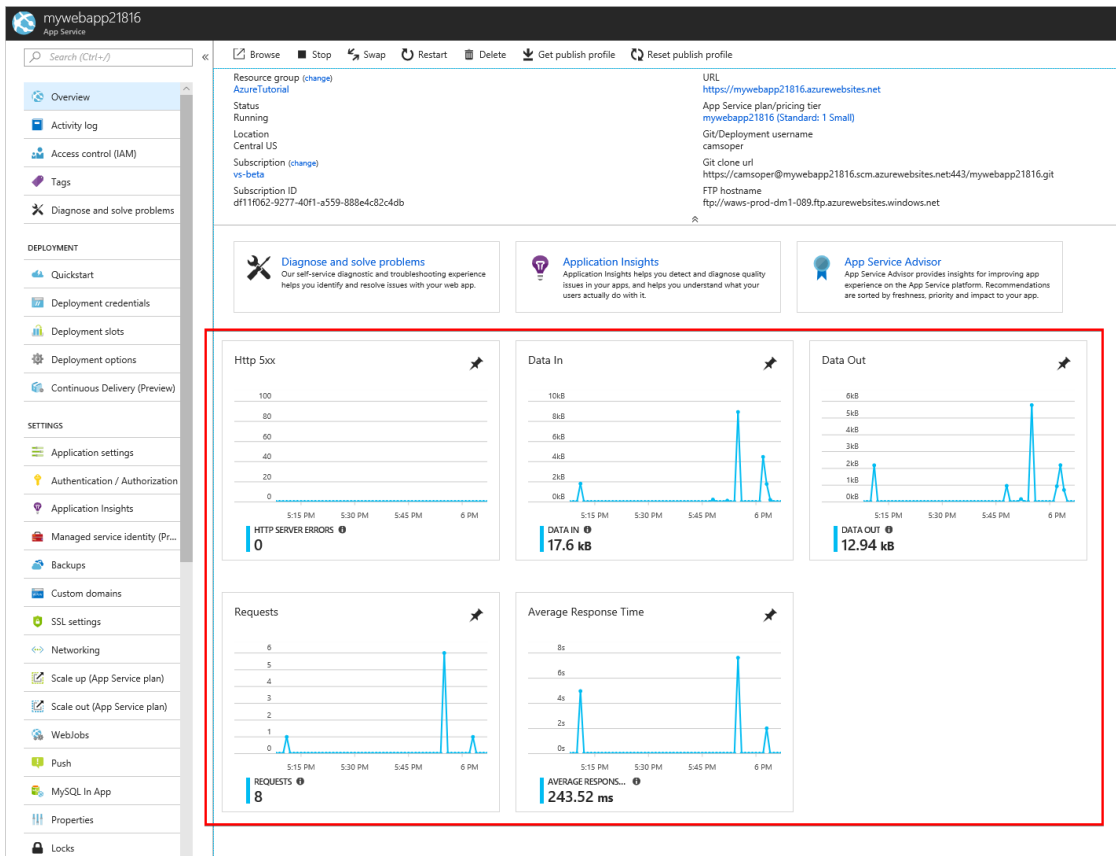 mywebapp21816
App Service
Search (Ctrl+/)
«
Overview
Activity log
Access control (IAM)
Tags
Diagnose and solve problems
DEPLOYMENT
Quickstart
Deployment credentials
Deployment slots
Deployment options
Continuous Delivery (Preview)
SETTINGS
Application settings
Authentication / Authorization
Application Insights
Managed service identity (Pr...
Backups
Custom domains
SSL settings
Networking
Scale up (App Service plan)
Scale out (App Service plan)
WebJobs
Push
MySQL In App
Properties
Locks
Browse Stop Swap Restart Delete Get publish profile Reset publish profile
Resource group (change)
AzureTutorial
Status
Running
Location
Central US
Subscription (change)
vs-beta
Subscription ID
df11f062-9277-40f1-a559-888e4c82c4db
URL
https://mywebapp21816.azurewebsites.net
App Service plan/pricing tier
mywebapp21816 (Standard: 1 Small)
Git/Deployment username
camsoper
Git clone url
https://camsoper@mywebapp21816.scm.azurewebsites.net:443/mywebapp21816.git
FTP hostname
ftp://waws-prod-dm1-089.ftp.azurewebsites.windows.net
Diagnose and solve problems
Our self-service diagnostic and troubleshooting experience
helps you identify and resolve issues with your web app.
Application Insights
Application Insights helps you detect and diagnose quality
issues in your apps, and helps you understand what your
users actually do with it.
App Service Advisor
App Service Advisor provides insights for improving app
experience on the App Service platform. Recommendations
are sorted by freshness, priority and impact to your app.
Http 5xx
100
80
60
40
20
0
5:15 PM 5:30 PM 5:45 PM 6 PM
HTTP SERVER ERRORS
0
Data In
10kB
8kB
6kB
4kB
2kB
0kB
5:15 PM 5:30 PM 5:45 PM 6 PM
DATA IN
17.6 kB
Data Out
6kB
5kB
4kB
3kB
2kB
1kB
0kB
5:15 PM 5:30 PM 5:45 PM 6 PM
DATA OUT
12.94 kB
Requests
6
5
4
3
2
1
0
5:15 PM 5:30 PM 5:45 PM 6 PM
REQUESTS
8
Average Response Time
8s
6s
4s
2s
0s
5:15 PM 5:30 PM 5:45 PM 6 PM
AVERAGE RESPONS...
243.52 ms